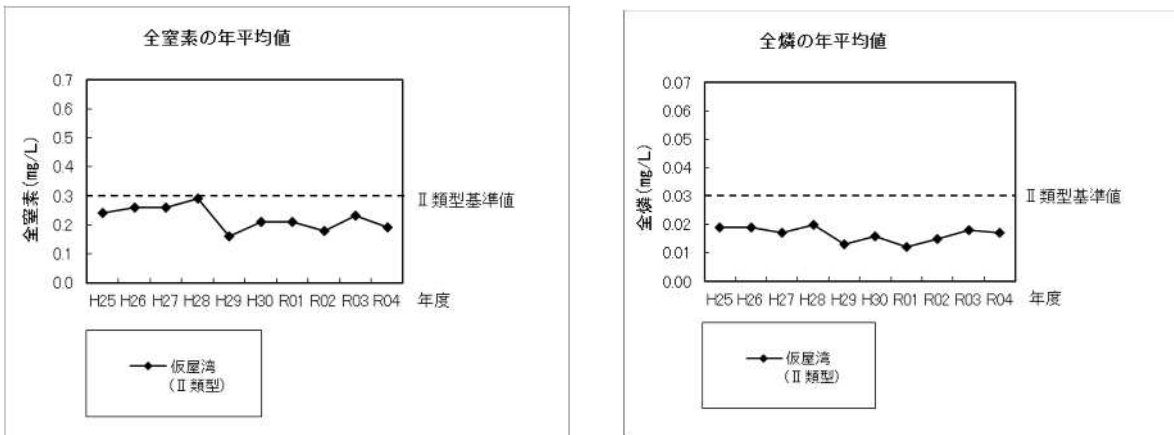 全窒素の年平均値
0.7
0.6
0.5
0.4
0.3
0.2
0.1
0.0
全窒素(mg/L)
Ⅱ類型基準値
H25 H26 H27 H28 H29 H30 R01 R02 R03 R04 年度
仮屋湾
(Ⅱ類型)
全燐の年平均値
0.07
0.06
0.05
0.04
0.03
0.02
0.01
0.00
全燐(mg/L)
Ⅱ類型基準値
H25 H26 H27 H28 H29 H30 R01 R02 R03 R04 年度
仮屋湾
(Ⅱ類型)